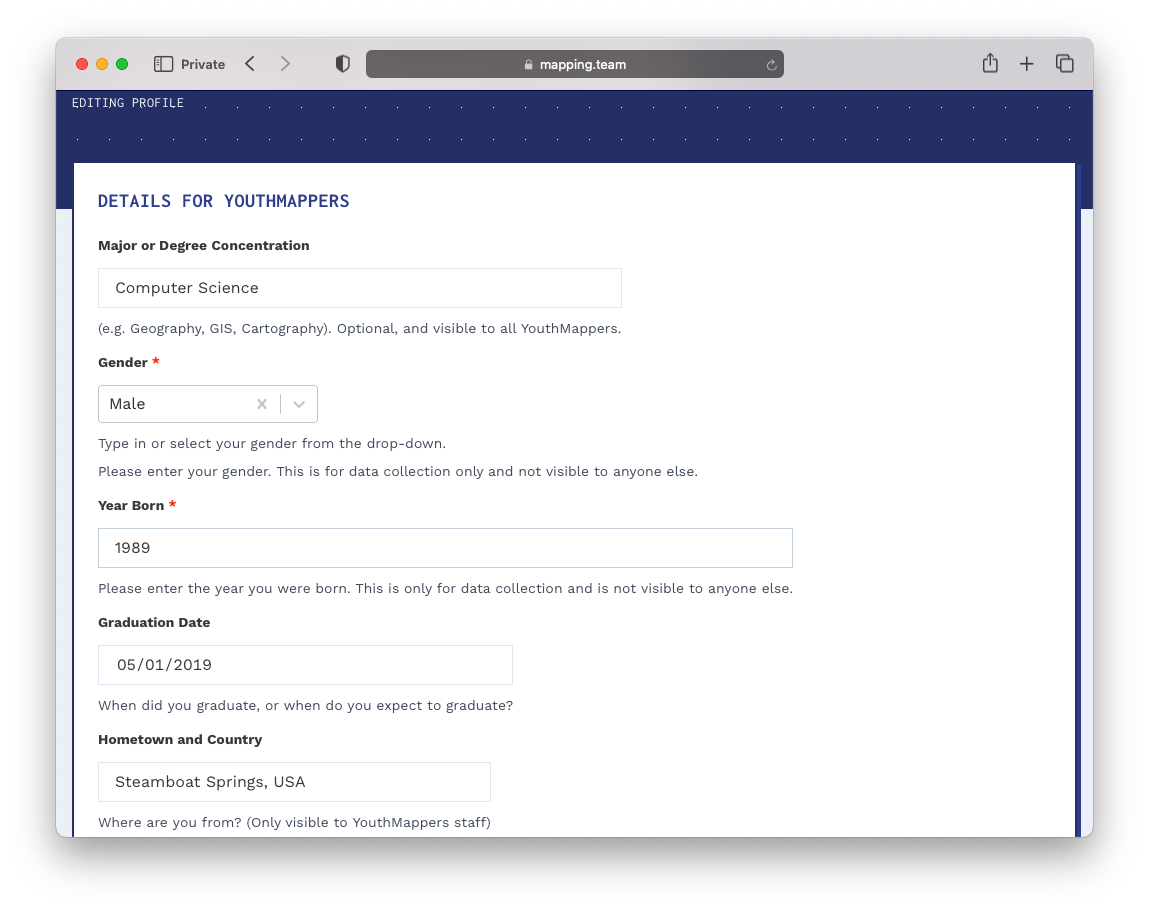 Private
mapping.team
EDITING PROFILE
DETAILS FOR YOUTHMAPPERS
Major or Degree Concentration
Computer Science
(e.g. Geography, GIS, Cartography). Optional, and visible to all YouthMappers.
Gender *
Male
Type in or select your gender from the drop-down.
Please enter your gender. This is for data collection only and not visible to anyone else.
Year Born *
1989
Please enter the year you were born. This is only for data collection and is not visible to anyone else.
Graduation Date
05/01/2019
When did you graduate, or when do you expect to graduate?
Hometown and Country
Steamboat Springs, USA
Where are you from? (Only visible to YouthMappers staff)